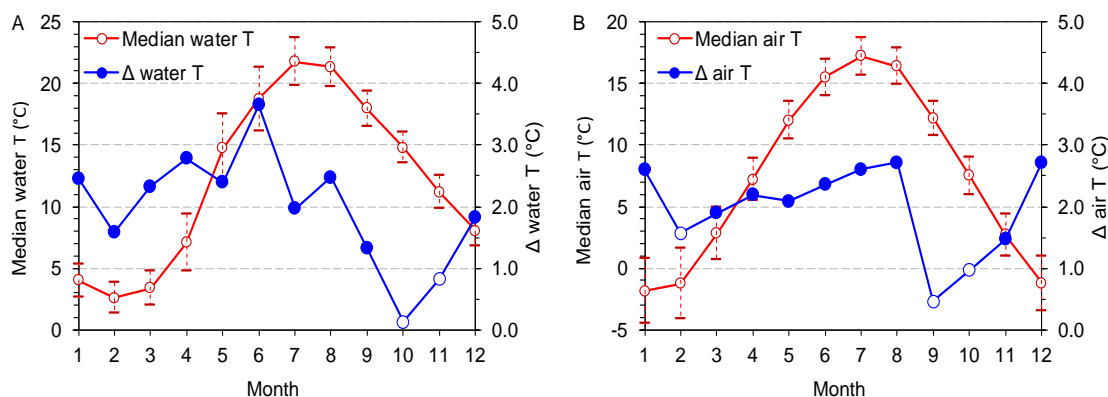 A
Median water T (°C)
25
20
15
10
5
0
Median water T
Δ water T
5.0
4.0
3.0
2.0
1.0
0.0
Δ water T (°C)
1 2 3 4 5 6 7 8 9 10 11 12
Month
B
Median air T (°C)
20
15
10
5
0
-5
Median air T
Δ air T
5.0
4.0
3.0
2.0
1.0
0.0
Δ air T (°C)
1 2 3 4 5 6 7 8 9 10 11 12
Month